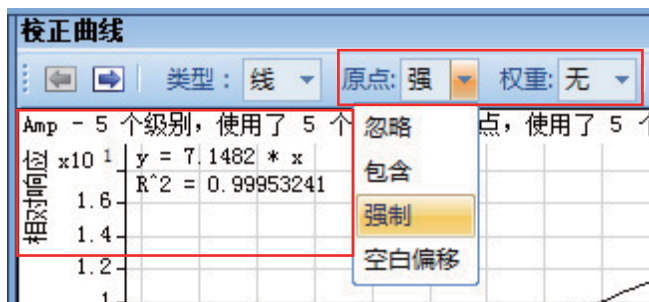 校正曲线
类型: 线 原点: 强 权重: 无
Amp - 5 个级别, 使用了 5 个 点, 使用了 5 个
忽略
包含
强制
空白偏移
相对响应
x10 1
y = 7.1482 * x
R^2 = 0.99953241
1.6
1.4
1.2
1